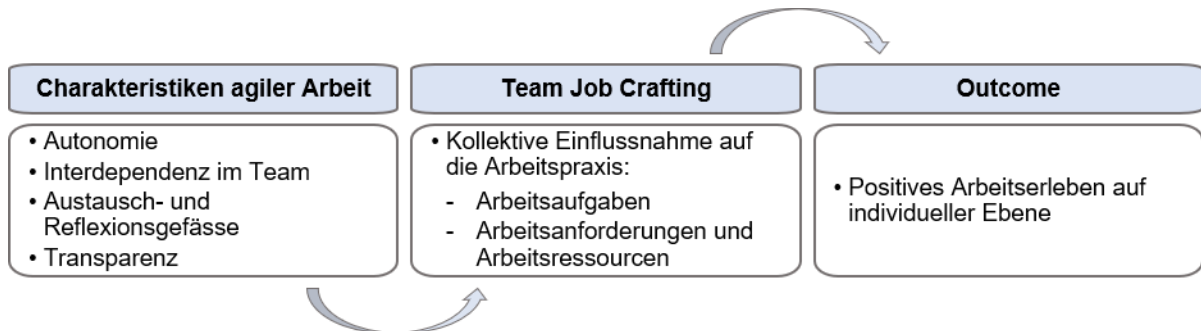 Charakteristiken agiler Arbeit
• Autonomie
• Interdependenz im Team
• Austausch- und
Reflexionsgefässe
• Transparenz
Team Job Crafting
• Kollektive Einflussnahme auf
die Arbeitspraxis:
- Arbeitsaufgaben
- Arbeitsanforderungen und
Arbeitsressourcen
Outcome
• Positives Arbeitserleben auf
individueller Ebene